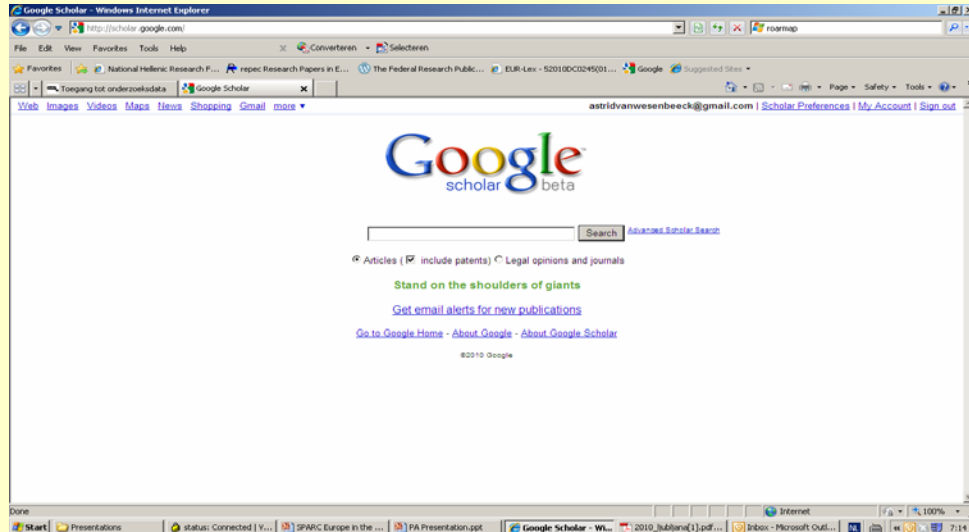 Google Scholar - Windows Internet Explorer
http://scholar.google.com/ roarmap
File Edit View Favorites Tools Help x Converteren Selecteren
Favorites National Hellenic Research F... repec Research Papers in E... The Federal Research Public... EUR-Lex - 52010DC0245(01... Google Suggested Sites
Toegang tot onderzoeksdata Google Scholar x Page Safety Tools
Web Images Videos Maps News Shopping Gmail more ▼ astridvanwesenbeeck@gmail.com | Scholar Preferences | My Account | Sign out
Google
scholar beta
Search Advanced Scholar Search
Articles ( include patents) Legal opinions and journals
Stand on the shoulders of giants
Get email alerts for new publications
Go to Google Home - About Google - About Google Scholar
©2010 Google
Done Internet 100%
Start Presentations status: Connected | V... SPARC Europe in the ... PA Presentation.ppt Google Scholar - Wi... 2010_ljubljana[1].pdf... Inbox - Microsoft Outl... NL 7:14